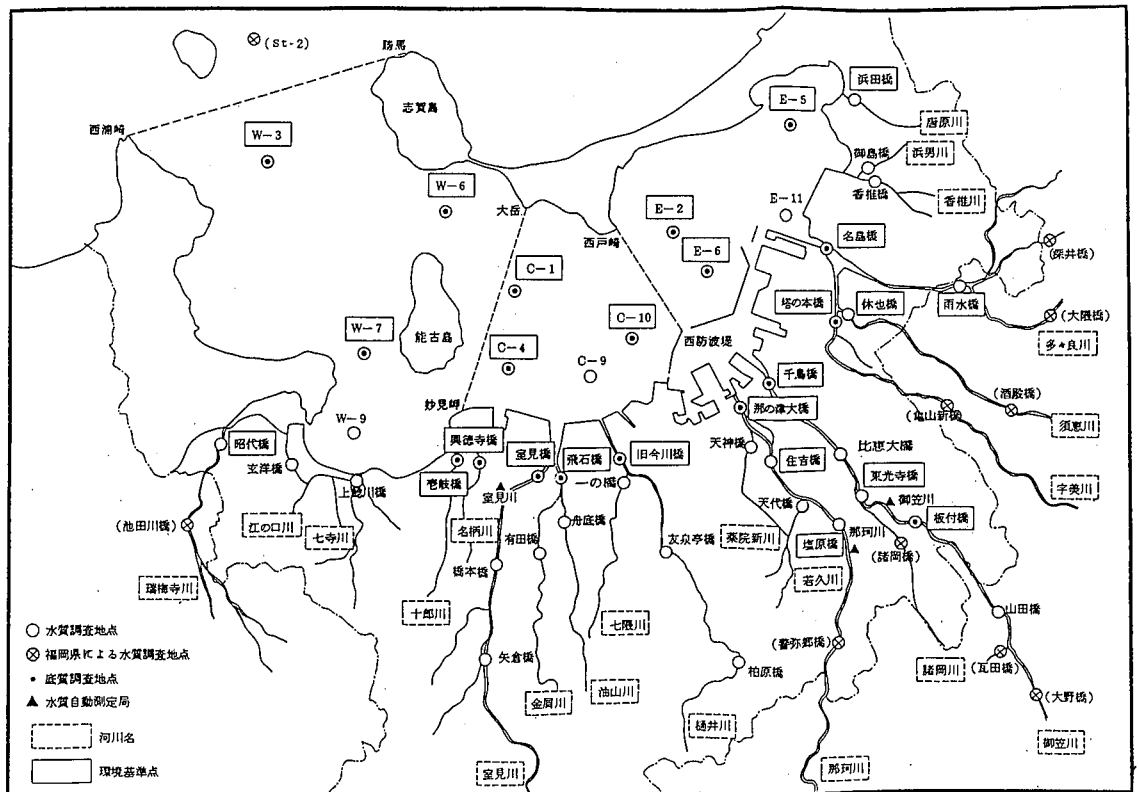 (St-2)
勝馬
志賀島
西浦崎
W-3
W-6
大岳
西戸崎
E-5
浜田橋
唐原川
御島橋
浜男川
香椎橋
香椎川
E-2
E-11
E-6
名島橋
(深井橋)
雨水橋
(大隈橋)
多々良川
塔の本橋
休也橋
C-1
C-10
W-7
能古島
C-4
C-9
西防波堤
千鳥橋
那の津大橋
(亀山新橋)
(酒殿橋)
須恵川
宇美川
妙見岬
W-9
昭代橋
玄洋橋
上鯰川橋
興徳寺橋
壱岐橋
室見橋
飛石橋
旧今川橋
一の橋
天神橋
住吉橋
比恵大橋
東光寺橋
御笠川
板付橋
(池田川橋)
江の口川
七寺川
名柄川
室見川
有田橋
舟底橋
友泉亭橋
天代橋
薬院新川
塩原橋
那珂川
(諸岡橋)
若久川
瑞梅寺川
十郎川
橋本橋
七隈川
山田橋
矢倉橋
金屑川
油山川
柏原橋
(警弥郷橋)
諸岡川
(瓦田橋)
(大野橋)
樋井川
御笠川
室見川
那珂川
水質調査地点
福岡県による水質調査地点
底質調査地点
水質自動測定局
河川名
環境基準点